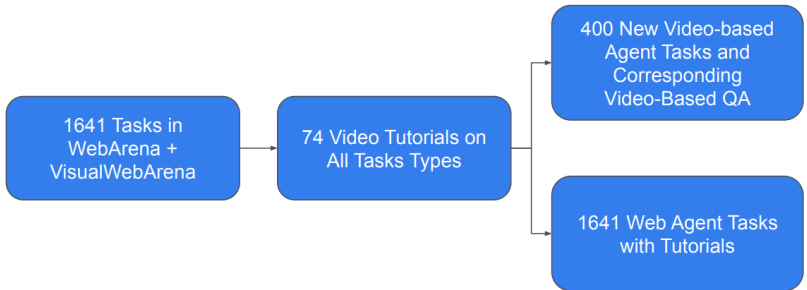 1641 Tasks in
WebArena +
VisualWebArena
74 Video Tutorials on
All Tasks Types
400 New Video-based
Agent Tasks and
Corresponding
Video-Based QA
1641 Web Agent Tasks
with Tutorials